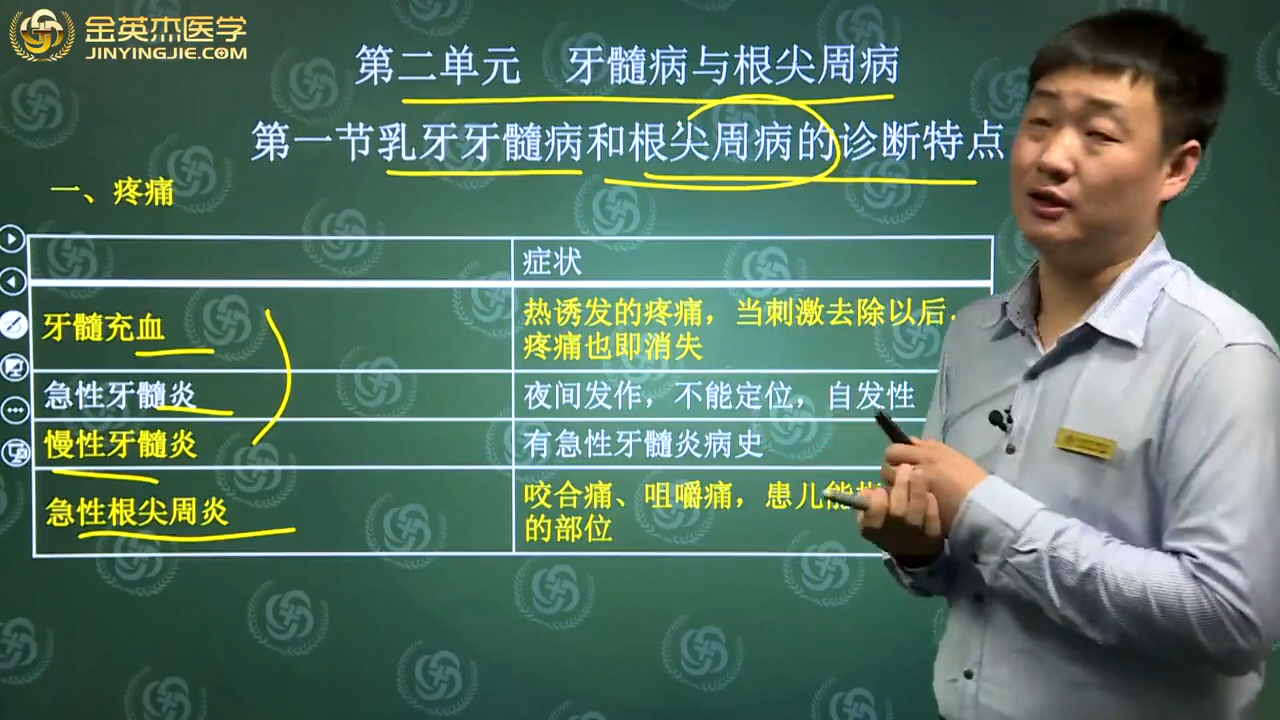 金英杰医学
JINYINGJIE.COM
第二单元 牙髓病与根尖周病
第一节乳牙牙髓病和根尖周病的诊断特点
一、疼痛
症状
牙髓充血
热诱发的疼痛，当刺激去除以后，
疼痛也即消失
急性牙髓炎
夜间发作，不能定位，自发性
慢性牙髓炎
有急性牙髓炎病史
急性根尖周炎
咬合痛、咀嚼痛，患儿能
的部位